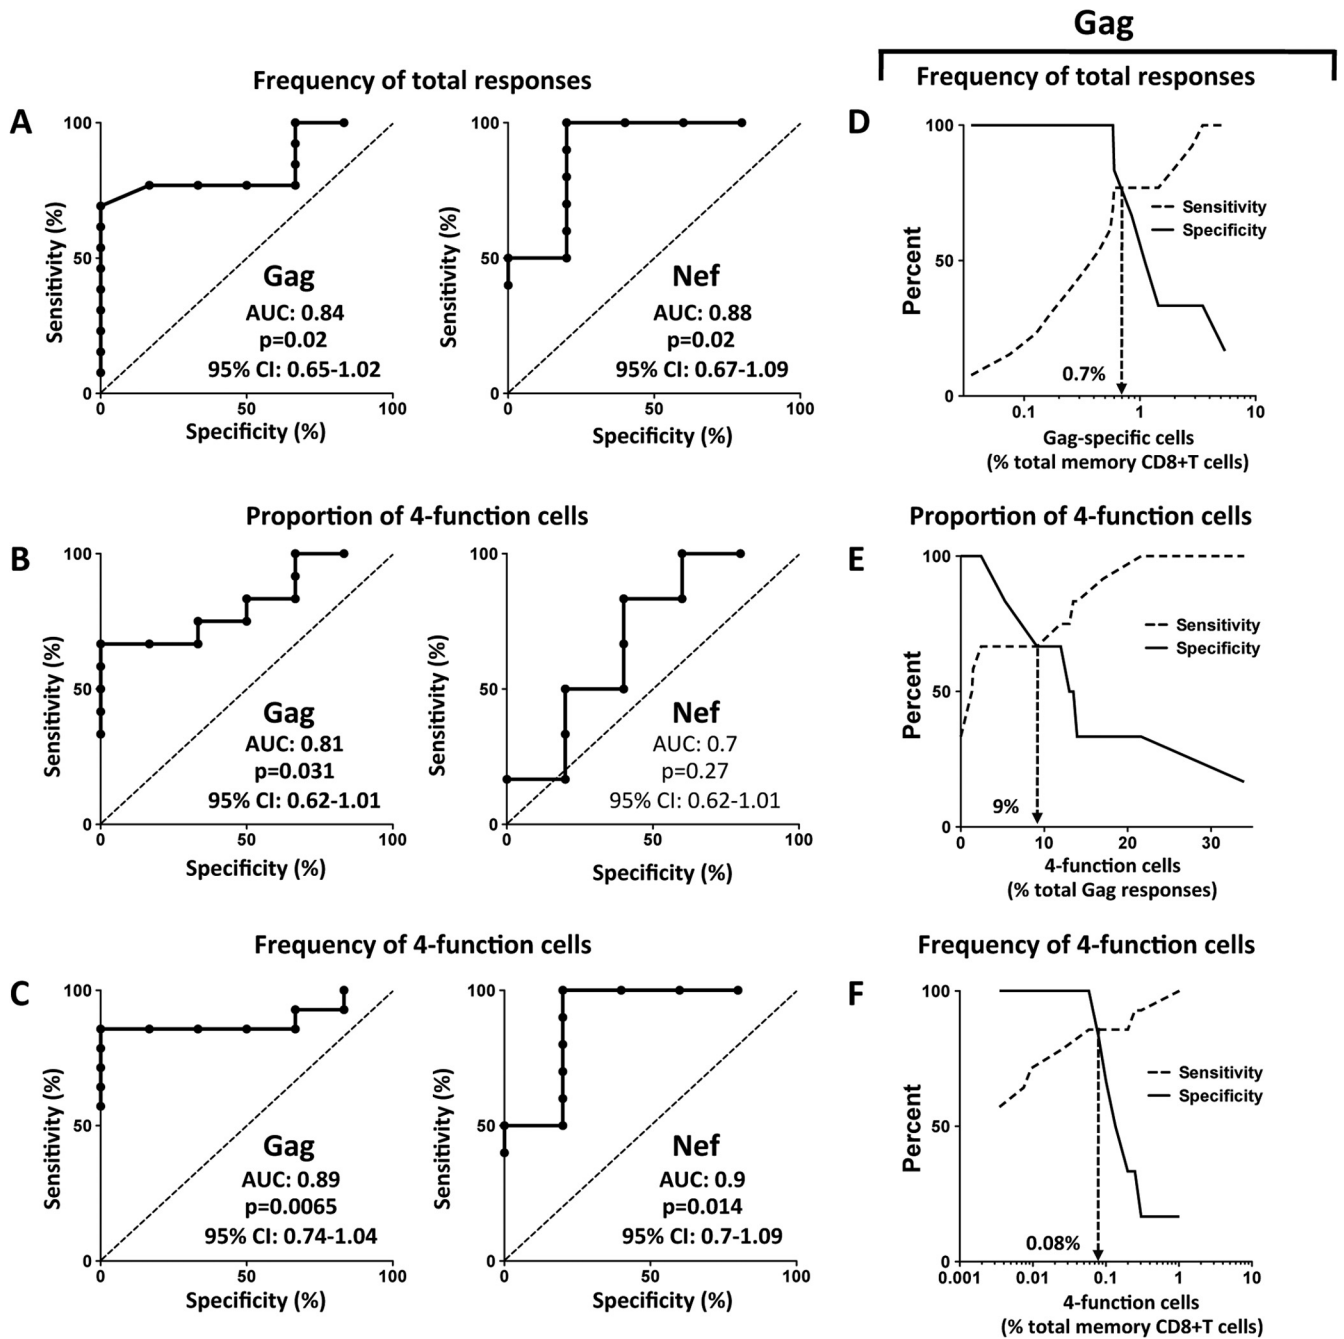 Gag
Frequency of total responses
Frequency of total responses
A
100
50
0
Sensitivity (%)
Gag
AUC: 0.84
p=0.02
95% CI: 0.65-1.02
0
50
100
Specificity (%)
100
50
0
Sensitivity (%)
Nef
AUC: 0.88
p=0.02
95% CI: 0.67-1.09
0
50
100
Specificity (%)
D
100
50
0
Percent
Sensitivity
Specificity
0.7%
0.1
1
10
Gag-specific cells
(% total memory CD8+T cells)
Proportion of 4-function cells
Proportion of 4-function cells
B
100
50
0
Sensitivity (%)
Gag
AUC: 0.81
p=0.031
95% CI: 0.62-1.01
0
50
100
Specificity (%)
100
50
0
Sensitivity (%)
Nef
AUC: 0.7
p=0.27
95% CI: 0.62-1.01
0
50
100
Specificity (%)
E
100
50
0
Percent
Sensitivity
Specificity
9%
0
10
20
30
4-function cells
(% total Gag responses)
Frequency of 4-function cells
Frequency of 4-function cells
C
100
50
0
Sensitivity (%)
Gag
AUC: 0.89
p=0.0065
95% CI: 0.74-1.04
0
50
100
Specificity (%)
100
50
0
Sensitivity (%)
Nef
AUC: 0.9
p=0.014
95% CI: 0.7-1.09
0
50
100
Specificity (%)
F
100
50
0
Percent
Sensitivity
Specificity
0.08%
0.001
0.01
0.1
1
10
4-function cells
(% total memory CD8+T cells)